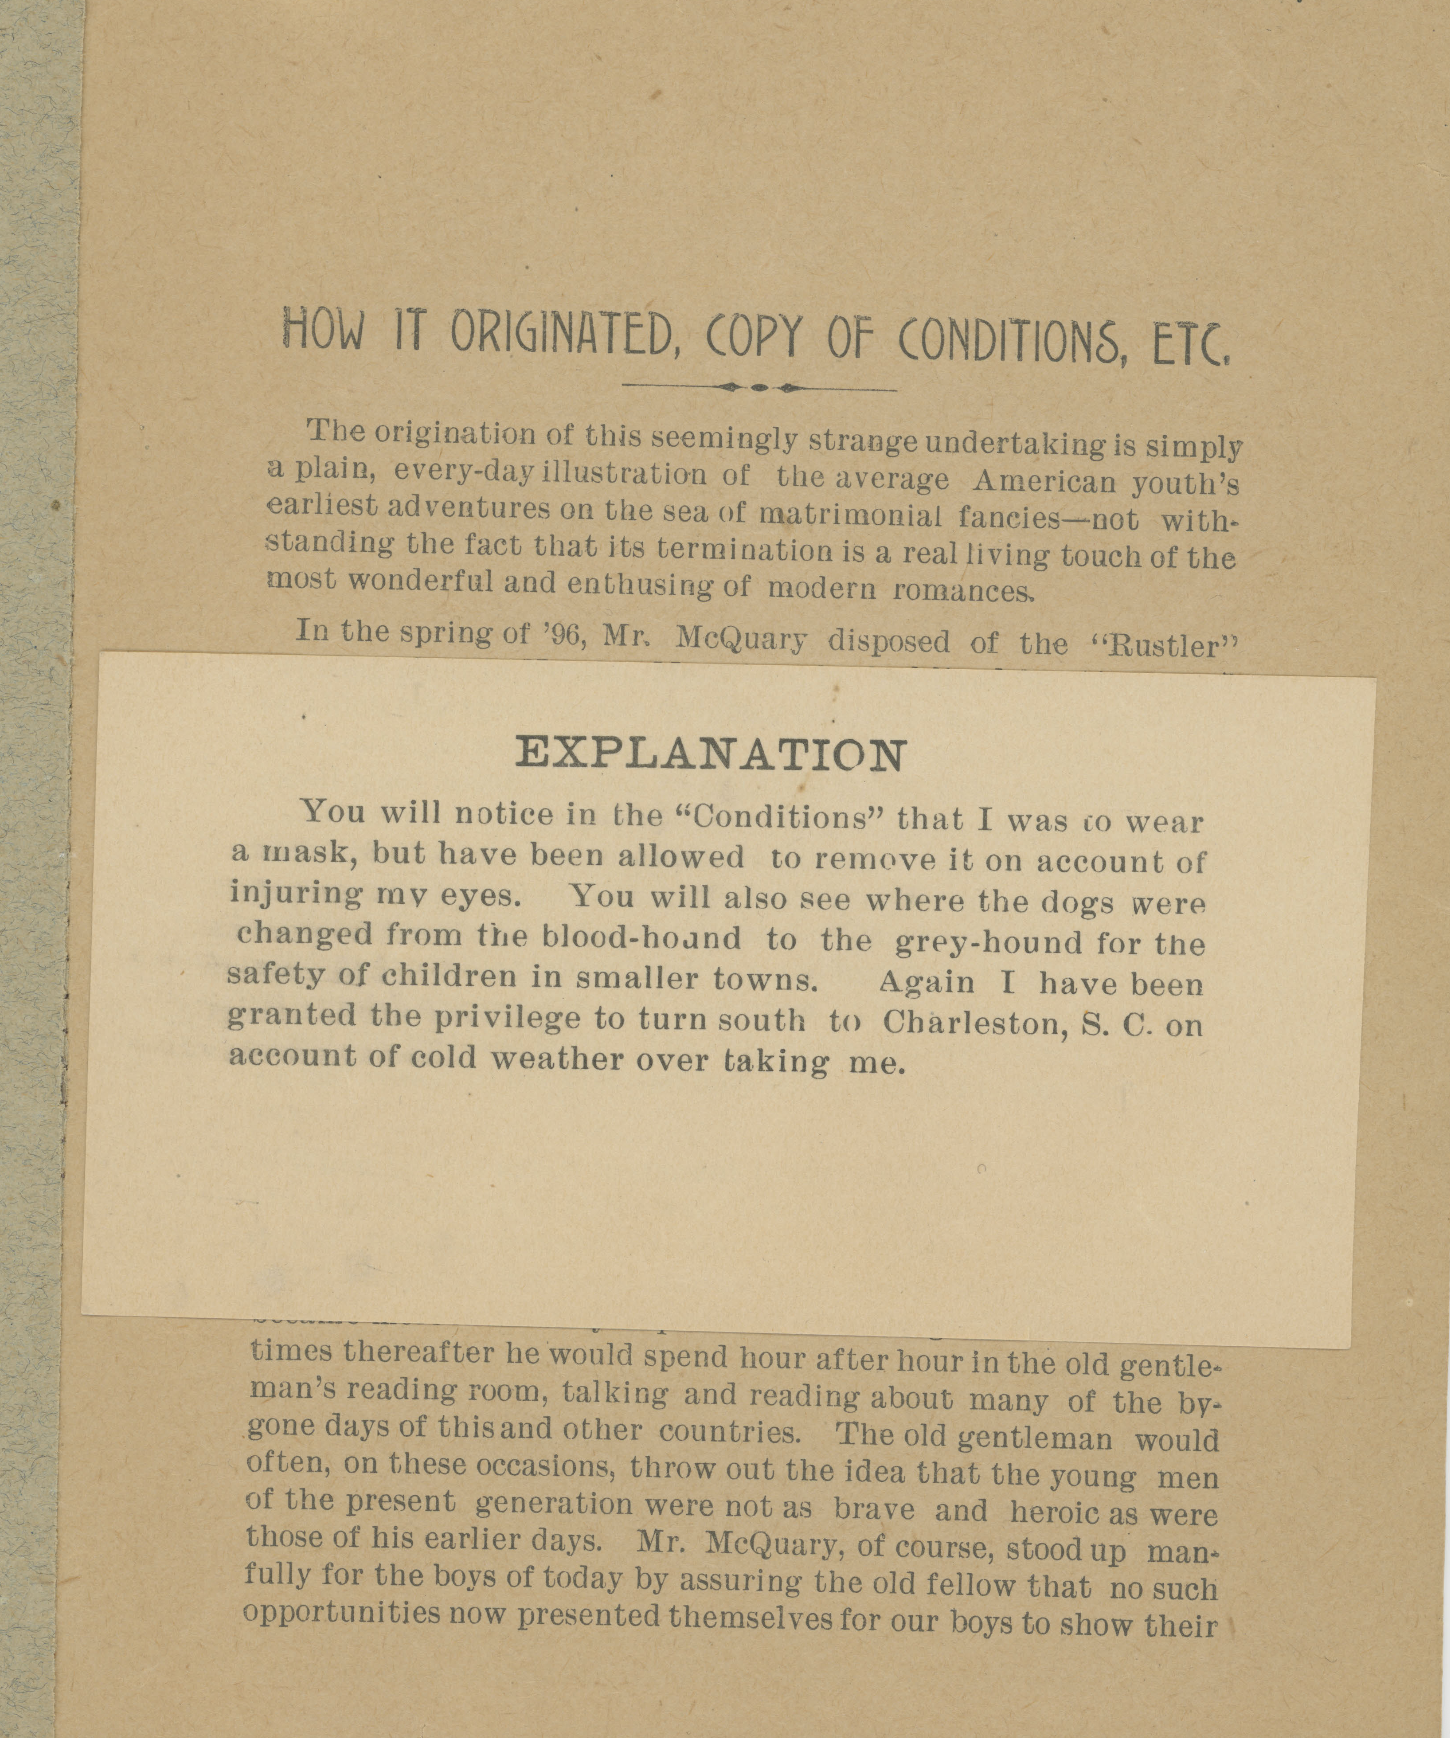 HOW IT ORIGINATED, COPY OF CONDITIONS, ETC.
The origination of this seemingly strange undertaking is simply
a plain, every-day illustration of the average American youth's
earliest adventures on the sea of matrimonial fancies—not with-
standing the fact that its termination is a real living touch of the
most wonderful and enthusing of modern romances.
In the spring of '96, Mr. McQuary disposed of the "Rustler"
EXPLANATION
You will notice in the "Conditions" that I was to wear
a mask, but have been allowed to remove it on account of
injuring my eyes. You will also see where the dogs were
changed from the blood-hound to the grey-hound for the
safety of children in smaller towns. Again I have been
granted the privilege to turn south to Charleston, S. C. on
account of cold weather over taking me.
times thereafter he would spend hour after hour in the old gentle-
man's reading room, talking and reading about many of the by-
gone days of this and other countries. The old gentleman would
often, on these occasions, throw out the idea that the young men
of the present generation were not as brave and heroic as were
those of his earlier days. Mr. McQuary, of course, stood up man-
fully for the boys of today by assuring the old fellow that no such
opportunities now presented themselves for our boys to show their